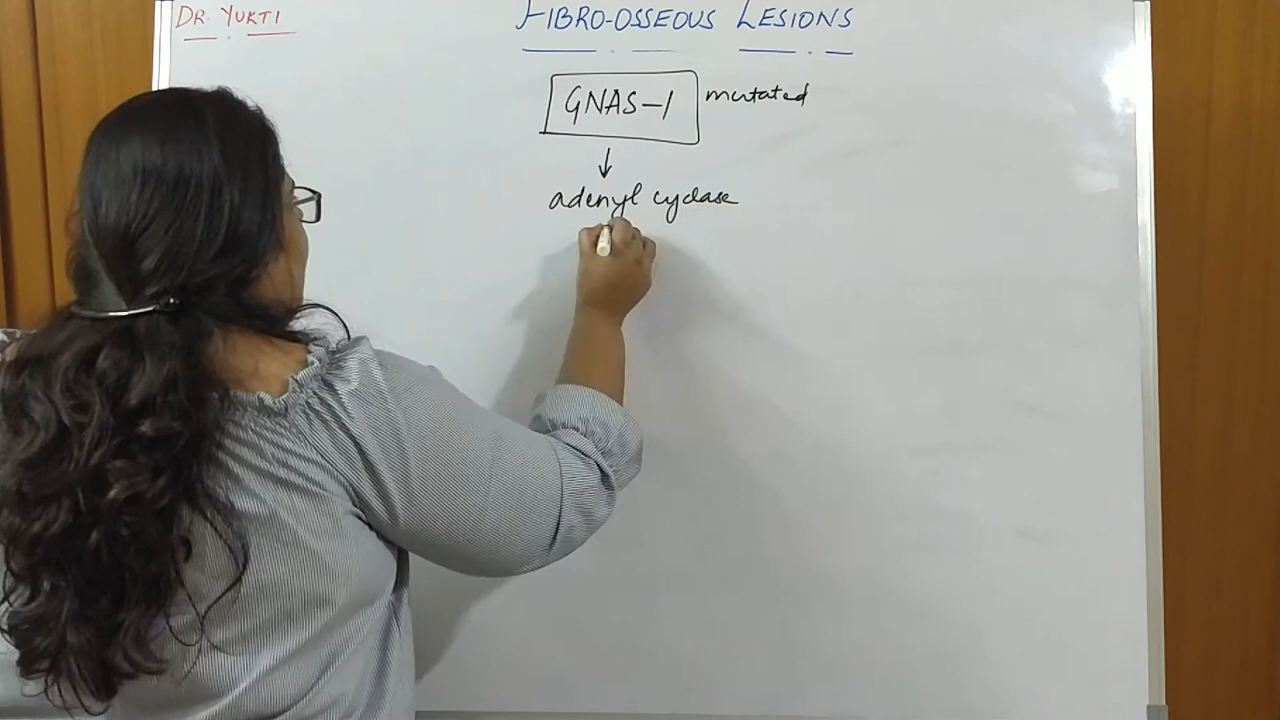 DR. YUKTI
FIBRO-OSSEOUS LESIONS
GNAS-1 mutated
↓
adenyl cyclase